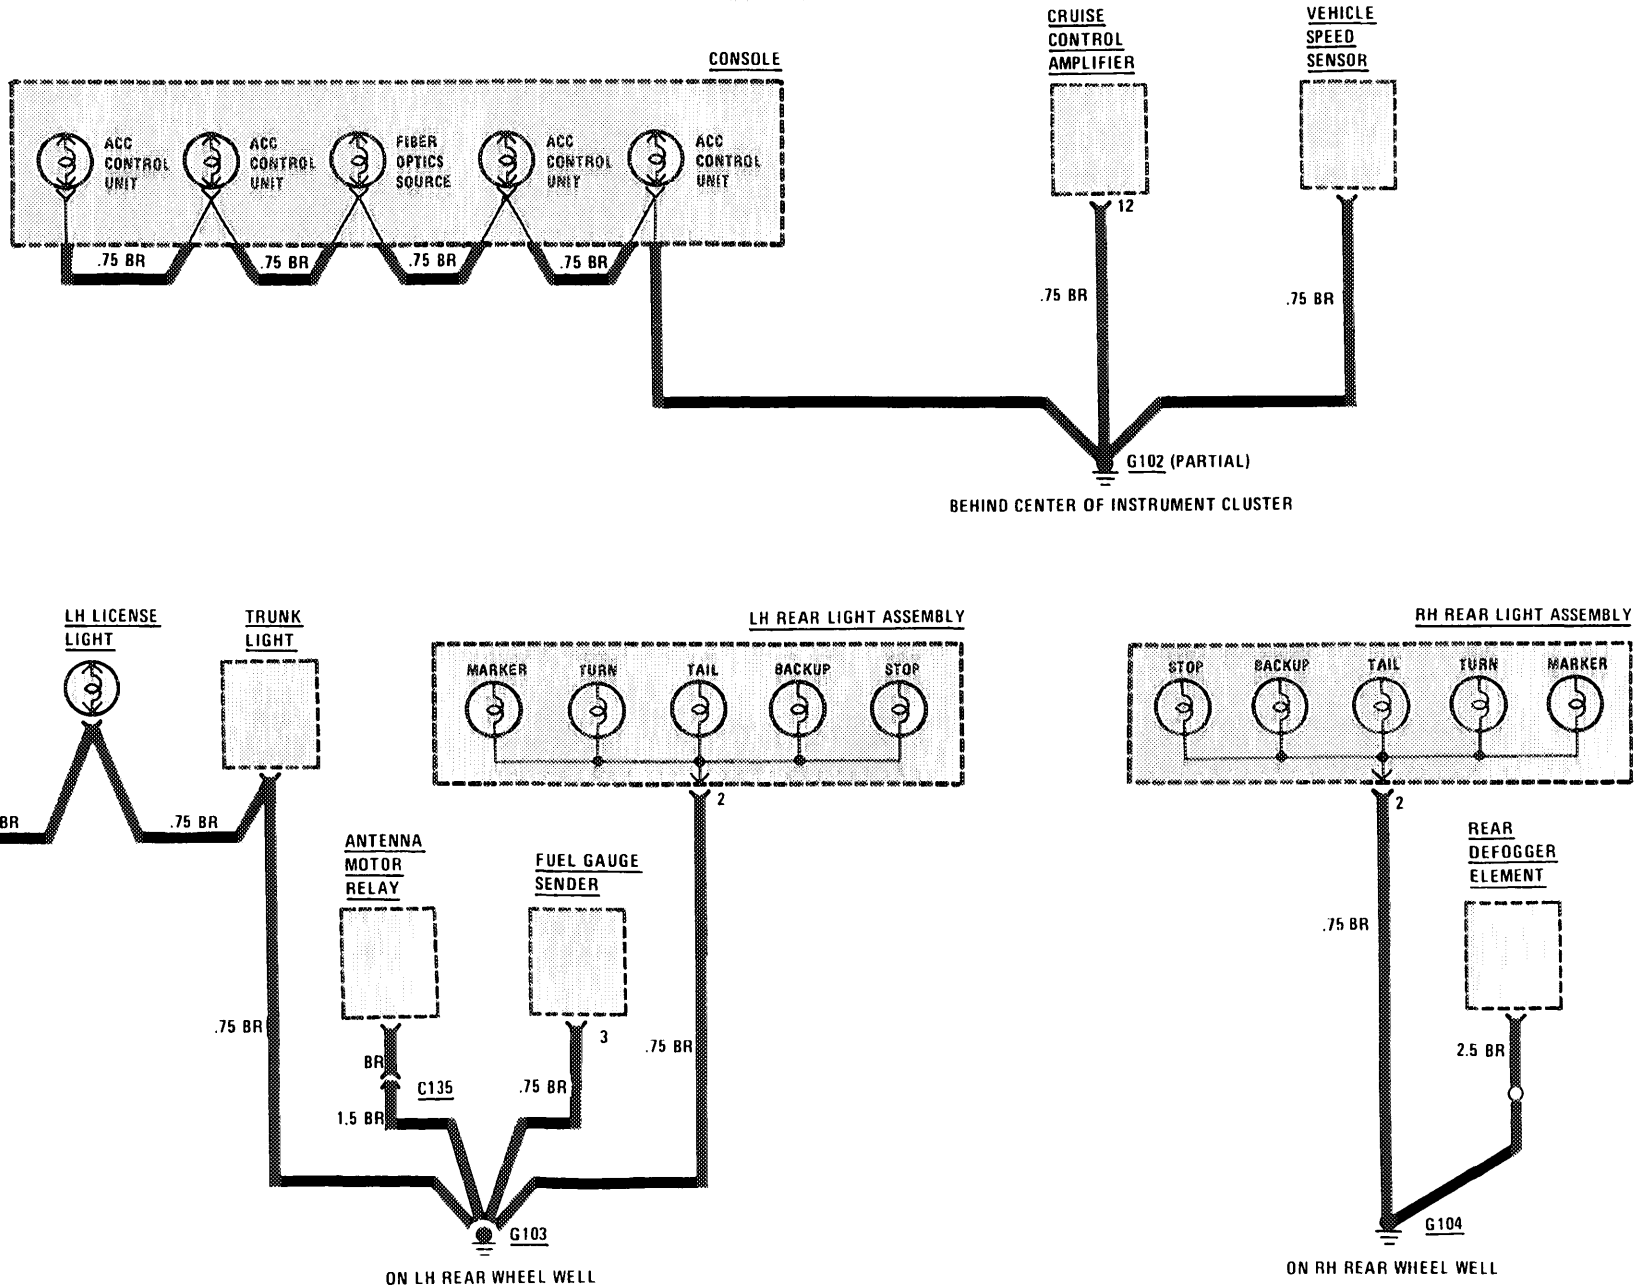 CONSOLE
CRUISE
CONTROL
AMPLIFIER
VEHICLE
SPEED
SENSOR
ACC
CONTROL
UNIT
ACC
CONTROL
UNIT
FIBER
OPTICS
SOURCE
ACC
CONTROL
UNIT
ACC
CONTROL
UNIT
12
.75 BR
.75 BR
.75 BR
.75 BR
.75 BR
.75 BR
G102 (PARTIAL)
BEHIND CENTER OF INSTRUMENT CLUSTER
LH LICENSE
LIGHT
TRUNK
LIGHT
LH REAR LIGHT ASSEMBLY
MARKER
TURN
TAIL
BACKUP
STOP
RH REAR LIGHT ASSEMBLY
STOP
BACKUP
TAIL
TURN
MARKER
2
2
BR
.75 BR
ANTENNA
MOTOR
RELAY
FUEL GAUGE
SENDER
REAR
DEFOGGER
ELEMENT
.75 BR
.75 BR
3
.75 BR
2.5 BR
BR
C135
.75 BR
1.5 BR
G103
ON LH REAR WHEEL WELL
G104
ON RH REAR WHEEL WELL